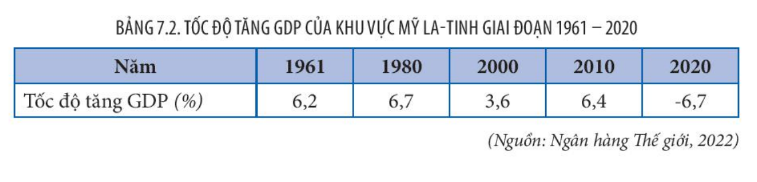 BẢNG 7.2. TỐC ĐỘ TĂNG GDP CỦA KHU VỰC MỸ LA-TINH GIAI ĐOẠN 1961 – 2020
Năm 1961 1980 2000 2010 2020
Tốc độ tăng GDP (%) 6,2 6,7 3,6 6,4 -6,7
(Nguồn: Ngân hàng Thế giới, 2022)